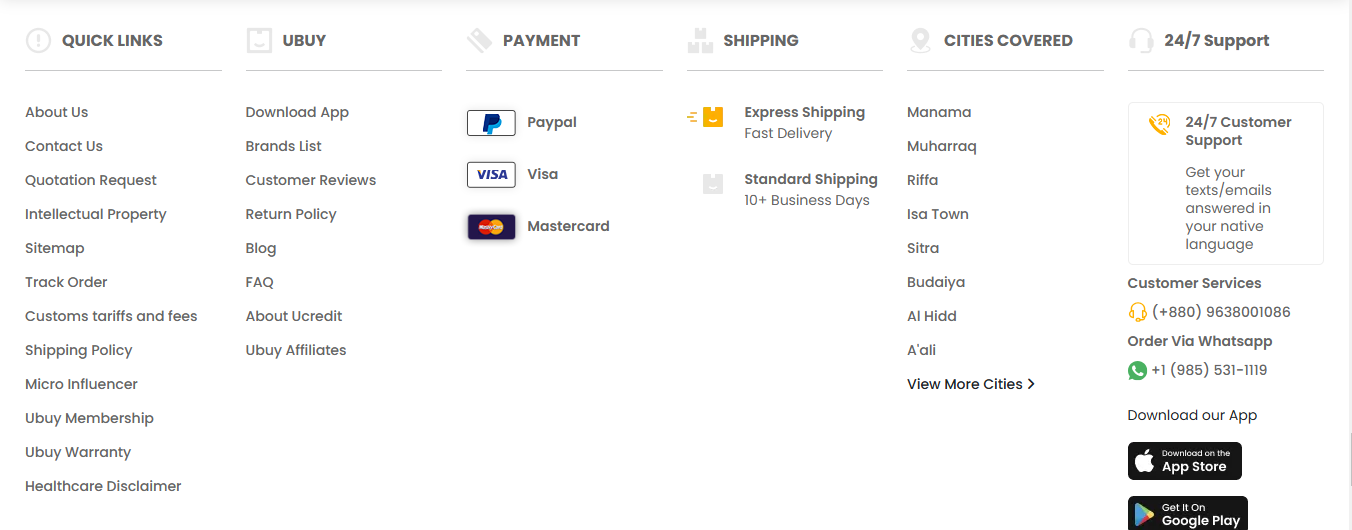 QUICK LINKS
About Us
Contact Us
Quotation Request
Intellectual Property
Sitemap
Track Order
Customs tariffs and fees
Shipping Policy
Micro Influencer
Ubuy Membership
Ubuy Warranty
Healthcare Disclaimer
UBUY
Download App
Brands List
Customer Reviews
Return Policy
Blog
FAQ
About Ucredit
Ubuy Affiliates
PAYMENT
Paypal
VISA
Visa
MasterCard
Mastercard
SHIPPING
Express Shipping
Fast Delivery
Standard Shipping
10+ Business Days
CITIES COVERED
Manama
Muharraq
Riffa
Isa Town
Sitra
Budaiya
Al Hidd
A'ali
View More Cities
24/7 Support
24
24/7 Customer
Support
Get your
texts/emails
answered in
your native
language
Customer Services
(+880) 9638001086
Order Via Whatsapp
+1 (985) 531-1119
Download our App
Download on the
App Store
Get It On
Google Play